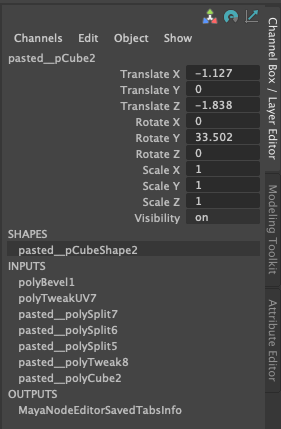 Channels Edit Object Show
pasted__pCube2
Translate X -1.127
Translate Y 0
Translate Z -1.838
Rotate X 0
Rotate Y 33.502
Rotate Z 0
Scale X 1
Scale Y 1
Scale Z 1
Visibility on
SHAPES
pasted__pCubeShape2
INPUTS
polyBevel1
polyTweakUV7
pasted__polySplit7
pasted__polySplit6
pasted__polySplit5
pasted__polyTweak8
pasted__polyCube2
OUTPUTS
MayaNodeEditorSavedTabsInfo
Channel Box / Layer Editor
Modeling Toolkit
Attribute Editor